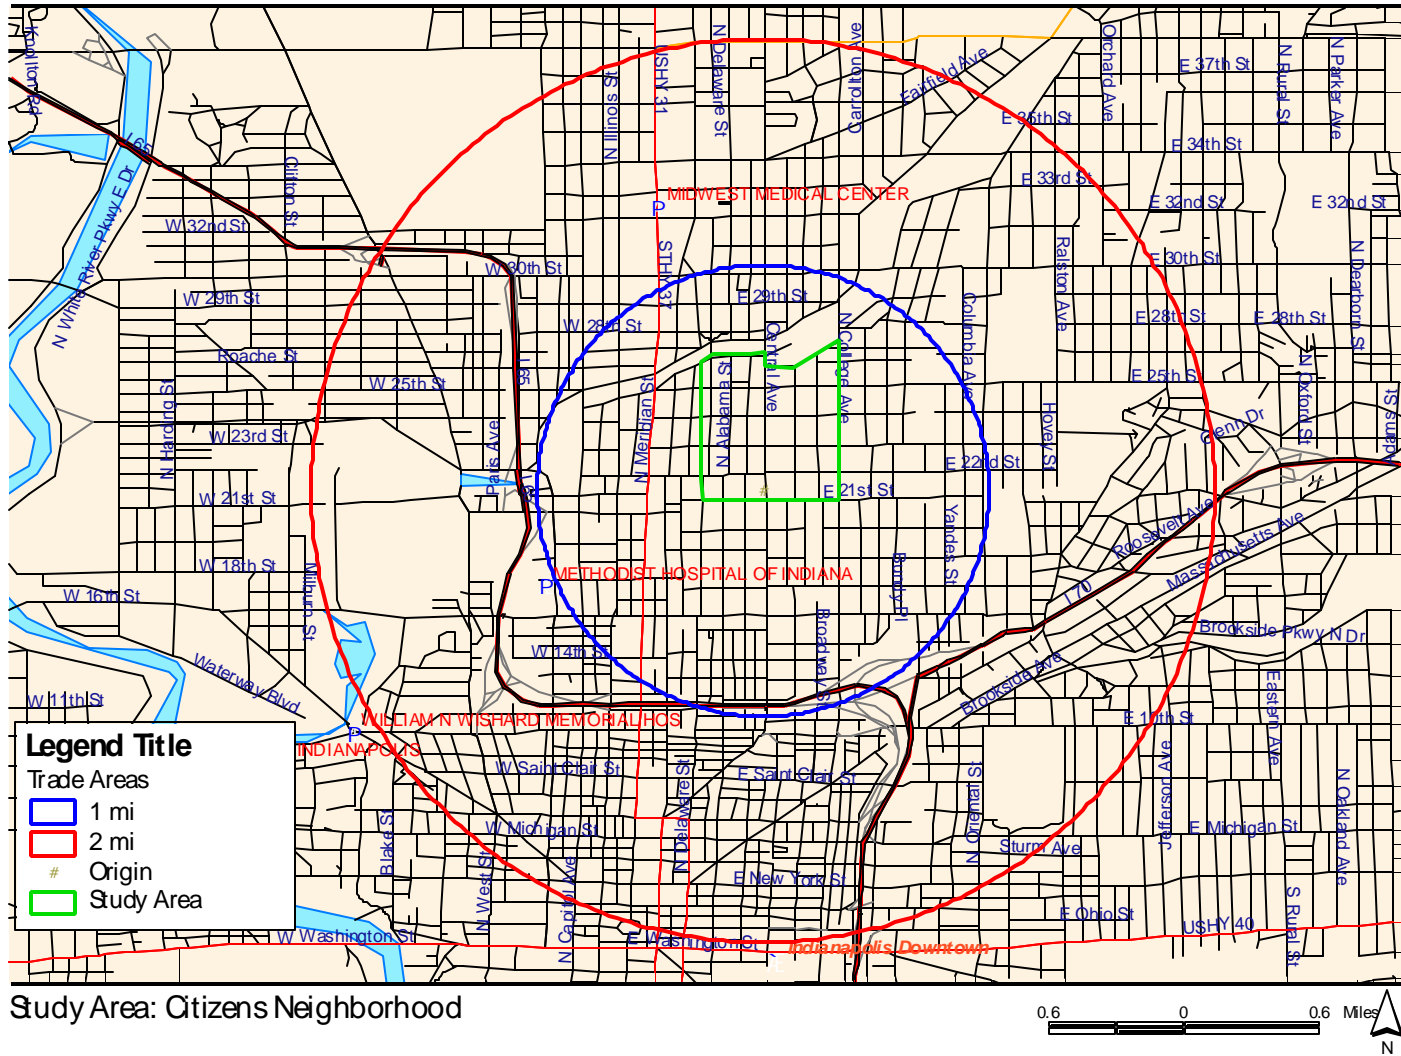 Knollton Rd
USHY 31
N Delaware St
Carrollton Ave
Fairfield Ave
Orchard Ave
E 37th St
N Rural St
N Parker Ave
N Illinois St
E 35th St
E 34th St
I 65
Clifton St
N White River Pkwy E Dr
MIDWEST MEDICAL CENTER
P
E 33rd St
E 32nd St
E 32nd St
W 32nd St
STHY 37
Ralston Ave
E 30th St
N Dearborn St
W 30th St
W 29th St
E 29th St
Columbia Ave
W 28th St
Central Ave
N College Ave
E 28th St
E 28th St
Roache St
I 65
W 25th St
N Alabama St
E 25th St
N Oxford St
N Harding St
N Meridian St
Hovey St
Glenn Dr
Adams St
W 23rd St
Paris Ave
E 22nd St
W 21st St
I 65
#
E 21st St
Yandes St
Roosevelt Ave
Massachusetts Ave
W 18th St
Milburn St
METHODIST HOSPITAL OF INDIANA
P
Bundy Pl
I 70
W 16th St
Broadway St
Brookside Pkwy N Dr
W 14th St
Waterway Blvd
Brookside Ave
Eastern Ave
W 11th St
WILLIAM N WISHARD MEMORIAL HOS
E 10th St
P
INDIANAPOLIS
W Saint Clair St
E Saint Clair St
N Delaware St
N Oriental St
Jefferson Ave
N Oakland Ave
Blake St
W Michigan St
E Michigan St
Sturm Ave
N West St
N Capitol Ave
E New York St
E Ohio St
S Rural St
USHY 40
W Washington St
E Washington St
Indianapolis Downtown
Legend Title
Trade Areas
1 mi
2 mi
# Origin
Study Area
Study Area: Citizens Neighborhood
0.6 0 0.6 Miles
N